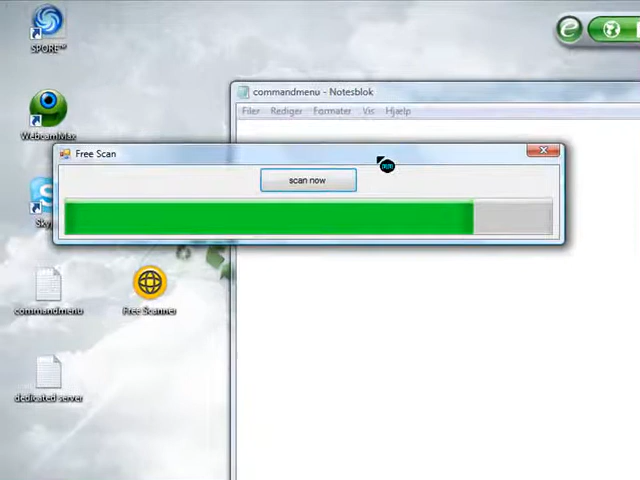 SPORE™
commandmenu - Notesblok
Filer Rediger Formater Vis Hjælp
WebcamMax
Free Scan
scan now
Sky
commandmenu
Free Scanner
dedicated server